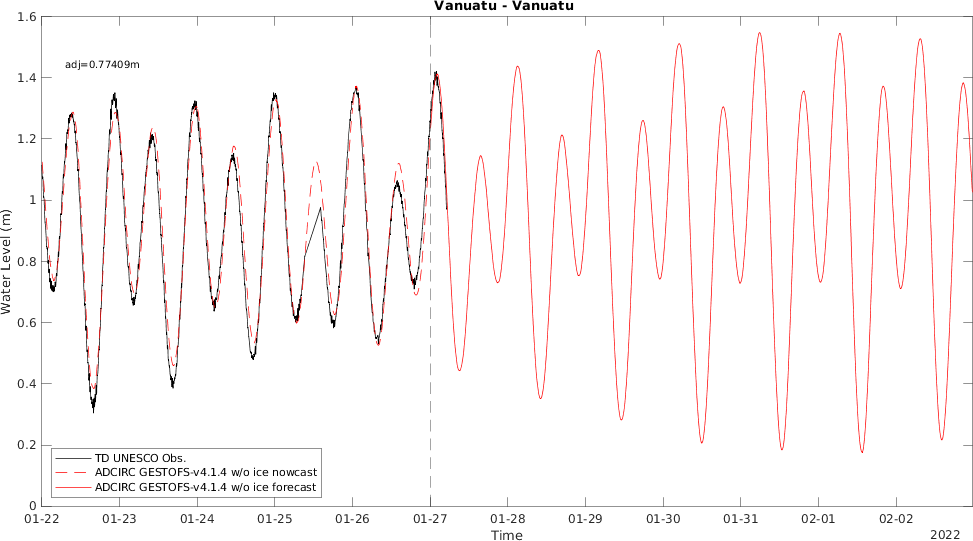 Vanuatu - Vanuatu
1.6
adj=0.77409m
1.4
1.2
1
0.8
0.6
0.4
0.2
0
Water Level (m)
TD UNESCO Obs.
ADCIRC GESTOFS-v4.1.4 w/o ice nowcast
ADCIRC GESTOFS-v4.1.4 w/o ice forecast
01-22 01-23 01-24 01-25 01-26 01-27 01-28 01-29 01-30 01-31 02-01 02-02
Time
2022